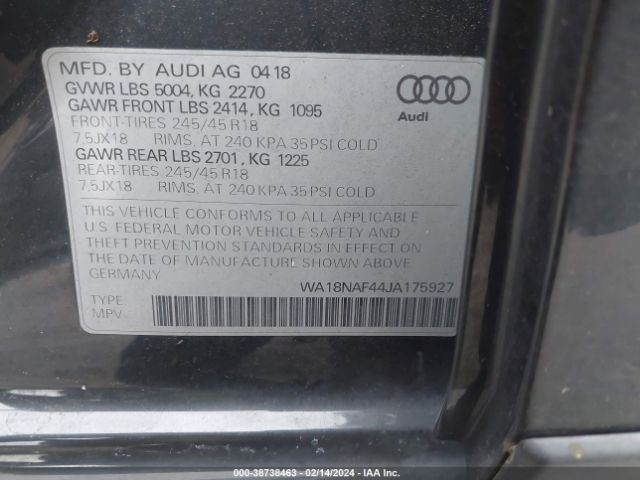 MFD. BY AUDI AG 04 18
GVWR LBS 5004, KG 2270
GAWR FRONT LBS 2414, KG 1095
FRONT-TIRES 245/45 R18
7,5JX18 RIMS, AT 240 KPA 35 PSI COLD
GAWR REAR LBS 2701, KG 1225
REAR-TIRES 245/45 R18
7,5JX18 RIMS, AT 240 KPA 35 PSI COLD
Audi
THIS VEHICLE CONFORMS TO ALL APPLICABLE
U.S. FEDERAL MOTOR VEHICLE SAFETY AND
THEFT PREVENTION STANDARDS IN EFFECT ON
THE DATE OF MANUFACTURE SHOWN ABOVE
GERMANY
WA18NAF44JA175927
TYPE:
MPV
000-38738463 - 02/14/2024 - IAA Inc.